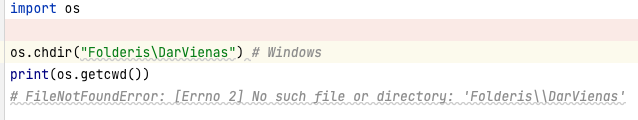 import os
os.chdir("Folderis\DarVienas") # Windows
print(os.getcwd())
# FileNotFoundError: [Errno 2] No such file or directory: 'Folderis\\DarVienas'